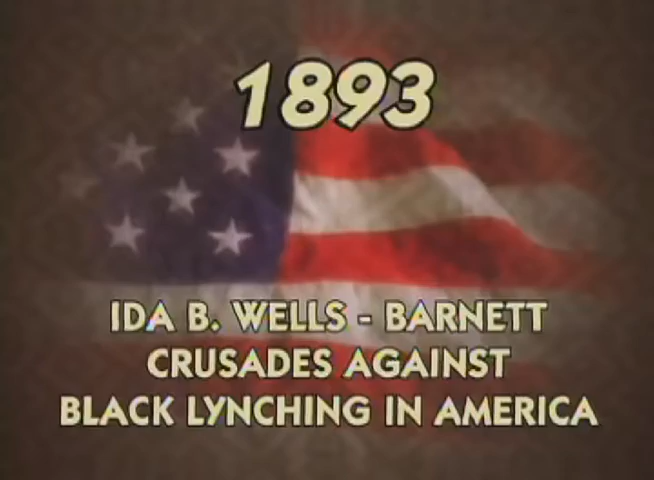 1893
IDA B. WELLS - BARNETT
CRUSADES AGAINST
BLACK LYNCHING IN AMERICA